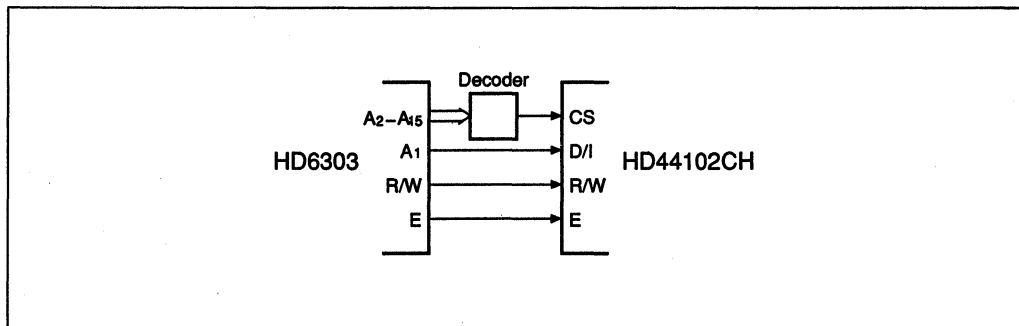 Decoder
A2–A15
CS
A1
D/I
HD6303
HD44102CH
R/W
R/W
E
E